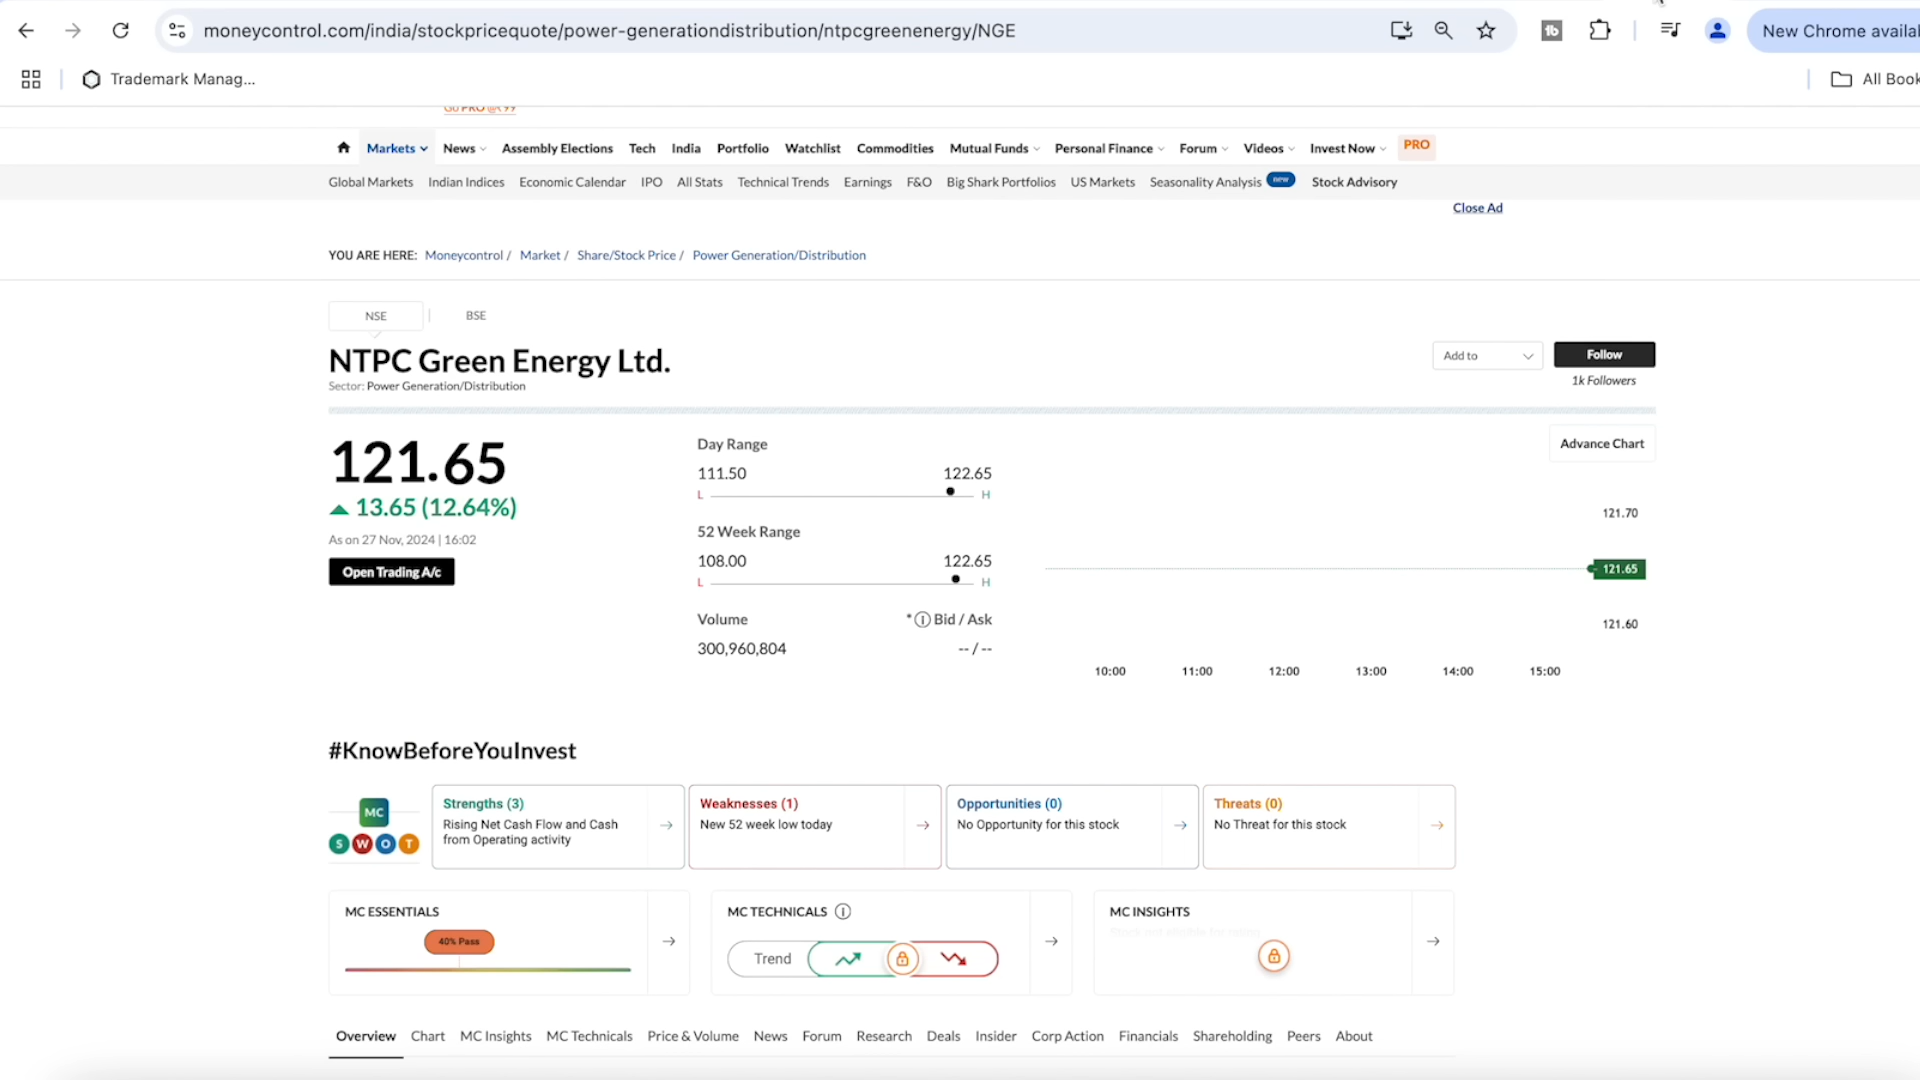 moneycontrol.com/india/stockpricequote/power-generationdistribution/ntpcgreenenergy/NGE
New Chrome availal
Trademark Manag...
All Book
Go PRO @₹99
Markets News Assembly Elections Tech India Portfolio Watchlist Commodities Mutual Funds Personal Finance Forum Videos Invest Now PRO
Global Markets Indian Indices Economic Calendar IPO All Stats Technical Trends Earnings F&O Big Shark Portfolios US Markets Seasonality Analysis new Stock Advisory
Close Ad
YOU ARE HERE: Moneycontrol / Market / Share/Stock Price / Power Generation/Distribution
NSE BSE
NTPC Green Energy Ltd.
Sector: Power Generation/Distribution
Add to
Follow
1k Followers
121.65
13.65 (12.64%)
As on 27 Nov, 2024 | 16:02
Open Trading A/c
Day Range
111.50 122.65
L H
52 Week Range
108.00 122.65
L H
Volume * i Bid / Ask
300,960,804 -- / --
Advance Chart
121.70
121.65
121.60
10:00 11:00 12:00 13:00 14:00 15:00
#KnowBeforeYouInvest
MC
S W O T
Strengths (3)
Rising Net Cash Flow and Cash
from Operating activity
Weaknesses (1)
New 52 week low today
Opportunities (0)
No Opportunity for this stock
Threats (0)
No Threat for this stock
MC ESSENTIALS
40% Pass
MC TECHNICALS i
Trend
MC INSIGHTS
Stock not eligible for rating
Overview Chart MC Insights MC Technicals Price & Volume News Forum Research Deals Insider Corp Action Financials Shareholding Peers About